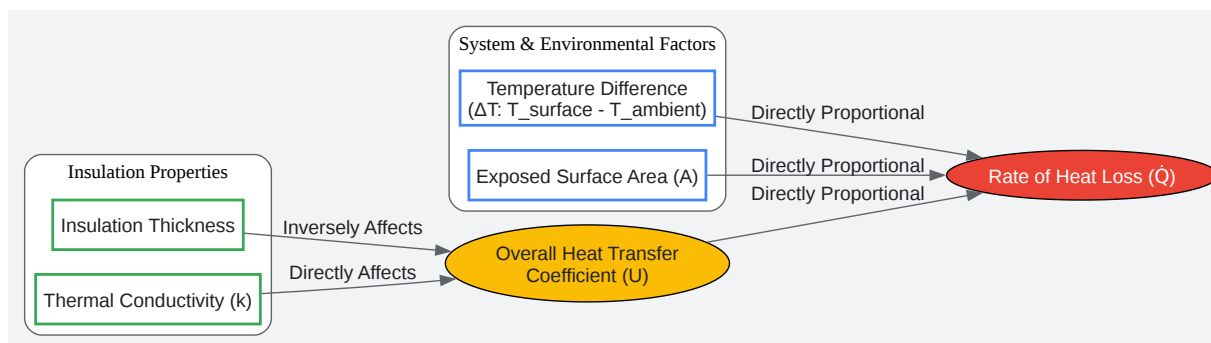 System & Environmental Factors
Temperature Difference
(ΔT: T_surface - T_ambient)
Directly Proportional
Exposed Surface Area (A)
Directly Proportional
Rate of Heat Loss (Q̇)
Directly Proportional
Insulation Properties
Insulation Thickness
Inversely Affects
Overall Heat Transfer
Coefficient (U)
Directly Affects
Thermal Conductivity (k)